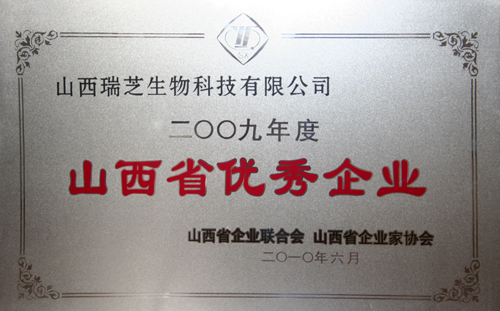 山西瑞芝生物科技有限公司
二〇〇九年度
山西省优秀企业
山西省企业联合会 山西省企业家协会
二〇一〇年六月